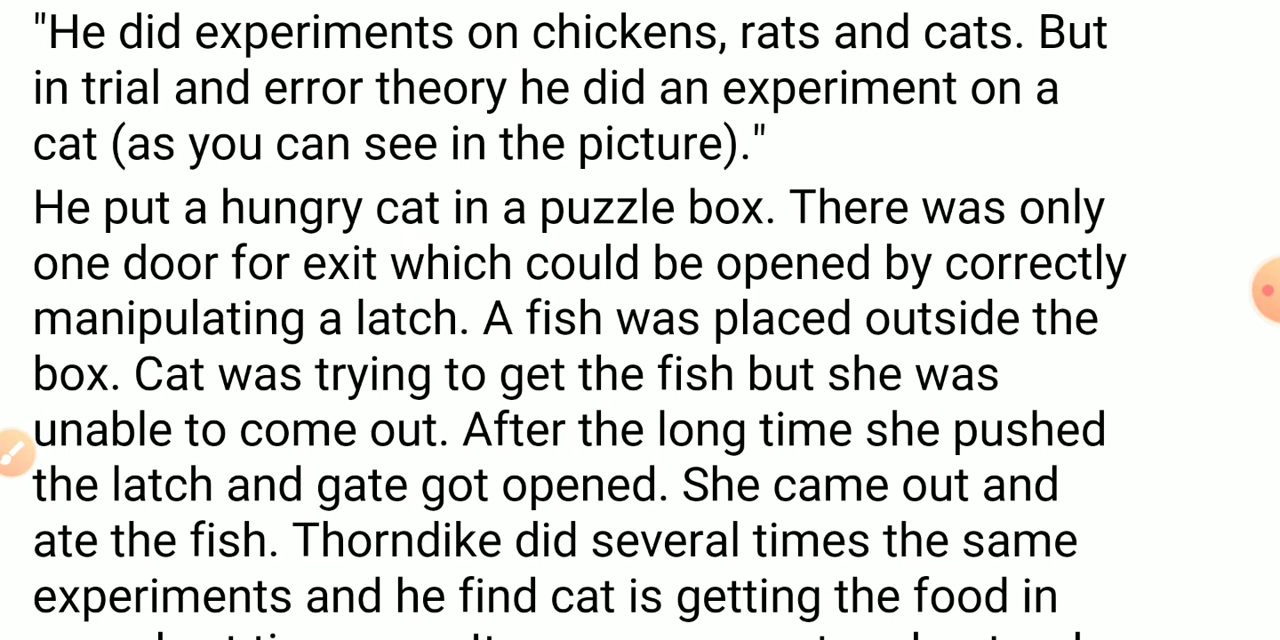 "He did experiments on chickens, rats and cats. But
in trial and error theory he did an experiment on a
cat (as you can see in the picture)."
He put a hungry cat in a puzzle box. There was only
one door for exit which could be opened by correctly
manipulating a latch. A fish was placed outside the
box. Cat was trying to get the fish but she was
unable to come out. After the long time she pushed
the latch and gate got opened. She came out and
ate the fish. Thorndike did several times the same
experiments and he find cat is getting the food in